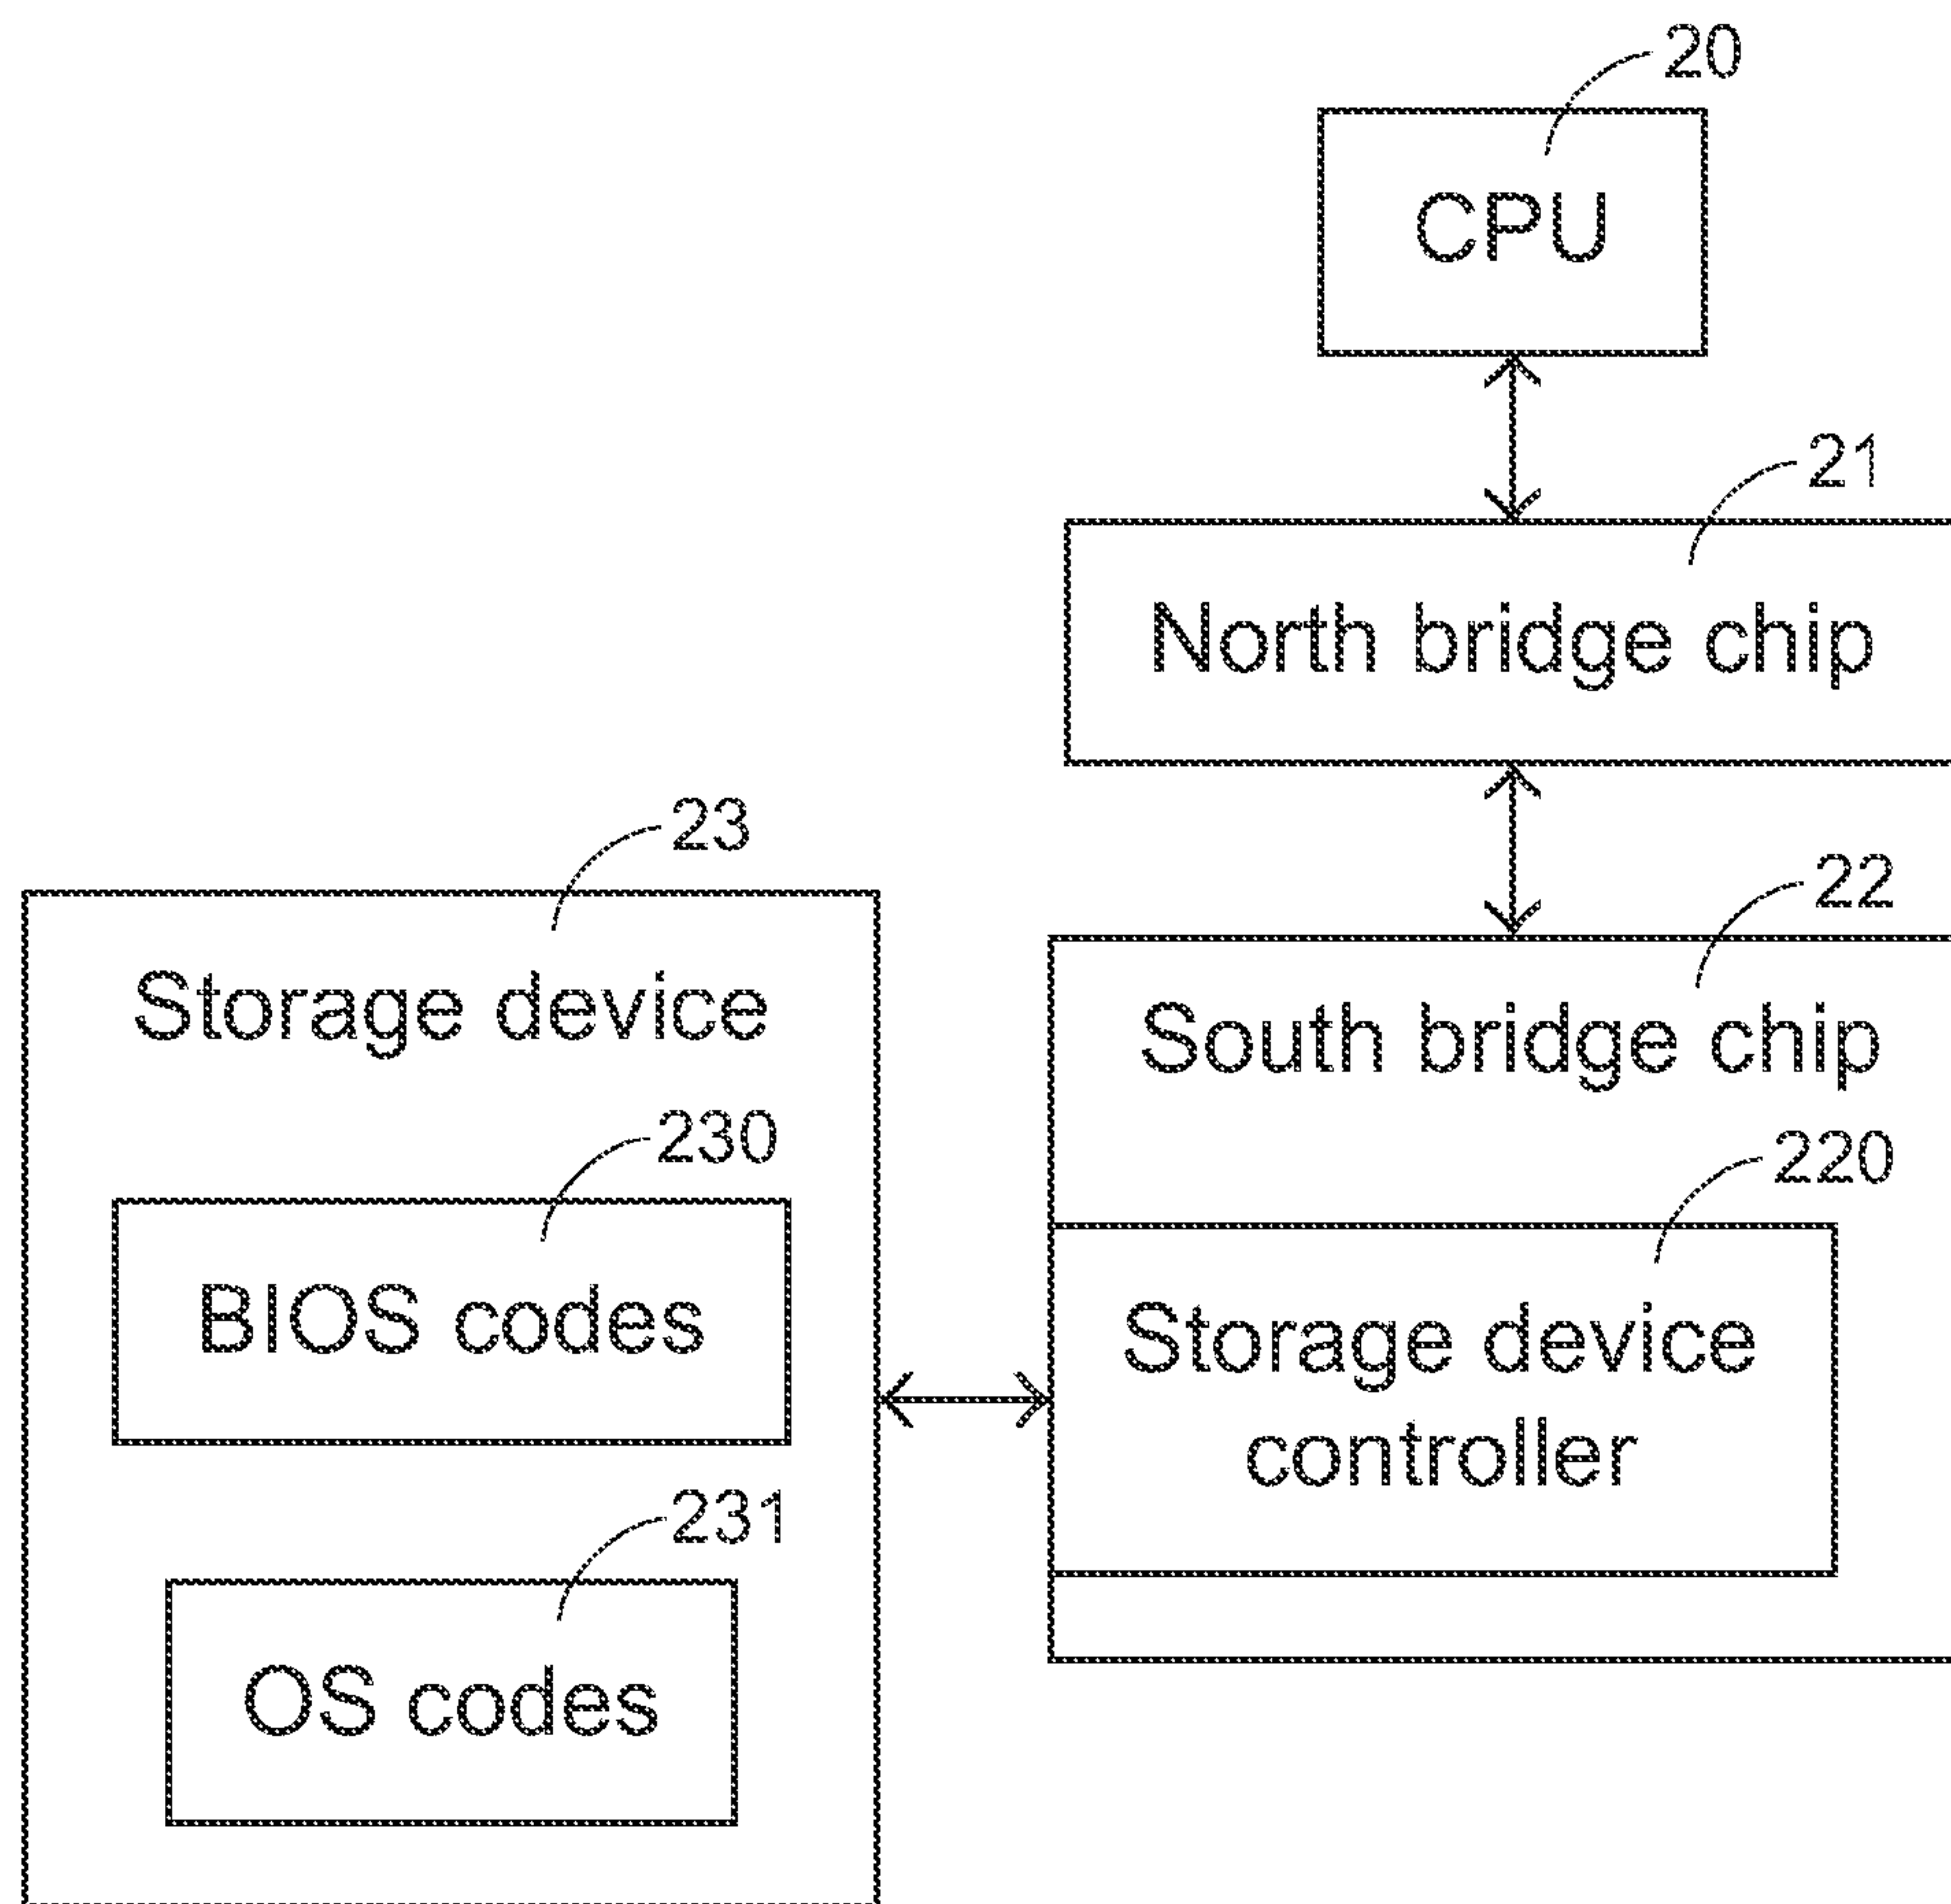 20
CPU
21
North bridge chip
23
Storage device
22
South bridge chip
230
BIOS codes
220
Storage device
controller
231
OS codes